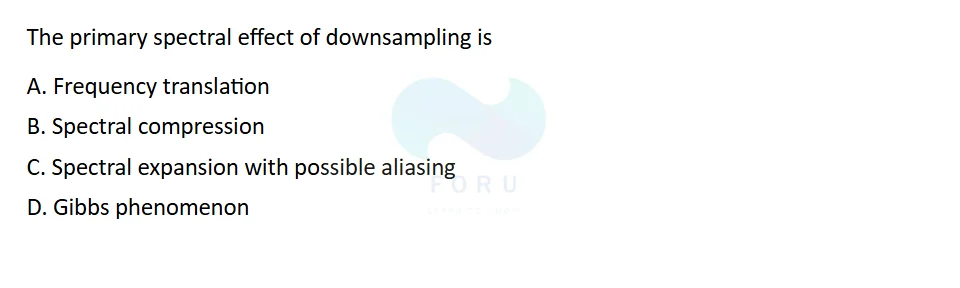 The primary spectral effect of downsampling is
A. Frequency translation
B. Spectral compression
C. Spectral expansion with possible aliasing
FORU
D. Gibbs phenomenon